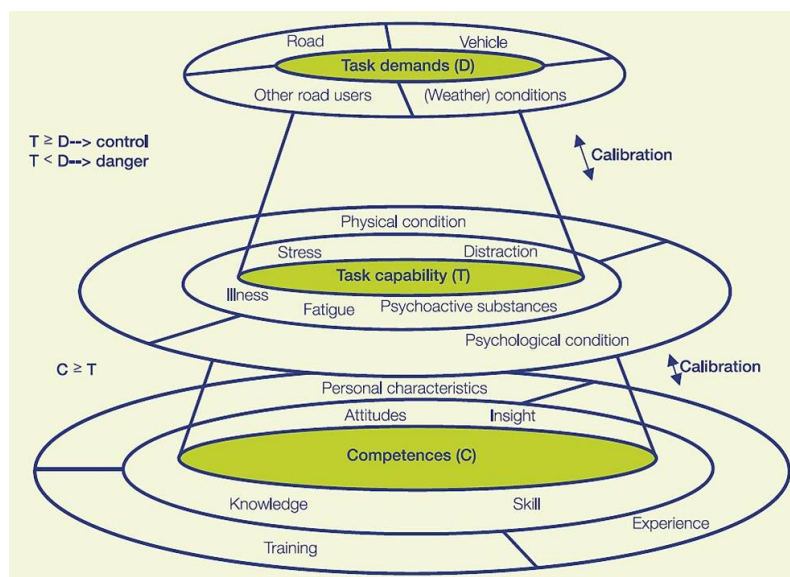 Road
Vehicle
Task demands (D)
Other road users
(Weather) conditions
T ≥ D--> control
T < D--> danger
Calibration
Physical condition
Stress
Distraction
Task capability (T)
Illness
Fatigue
Psychoactive substances
Psychological condition
C ≥ T
Calibration
Personal characteristics
Attitudes
Insight
Competences (C)
Knowledge
Skill
Experience
Training